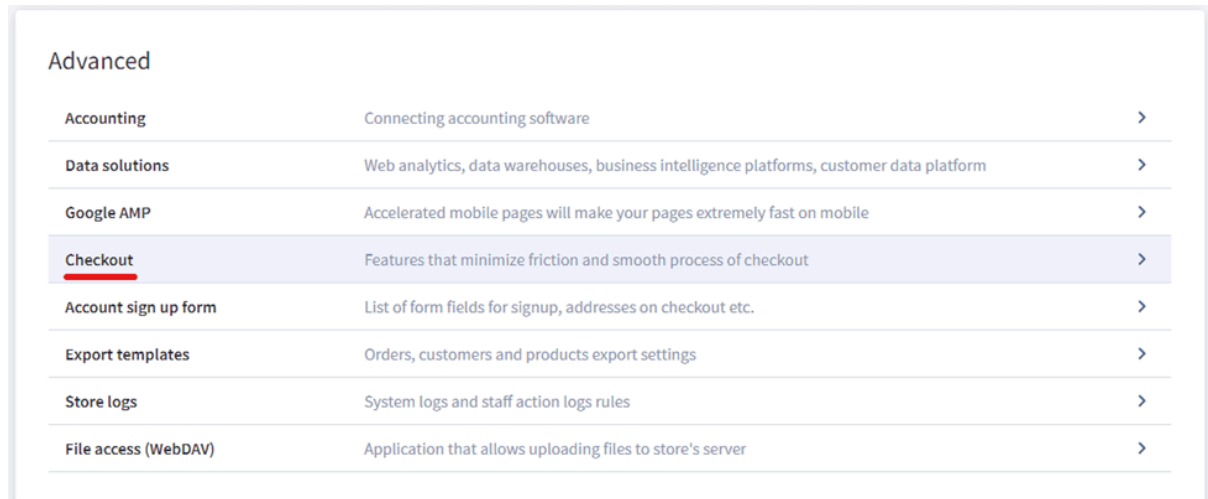 Advanced
Accounting Connecting accounting software
Data solutions Web analytics, data warehouses, business intelligence platforms, customer data platform
Google AMP Accelerated mobile pages will make your pages extremely fast on mobile
Checkout Features that minimize friction and smooth process of checkout
Account sign up form List of form fields for signup, addresses on checkout etc.
Export templates Orders, customers and products export settings
Store logs System logs and staff action logs rules
File access (WebDAV) Application that allows uploading files to store's server